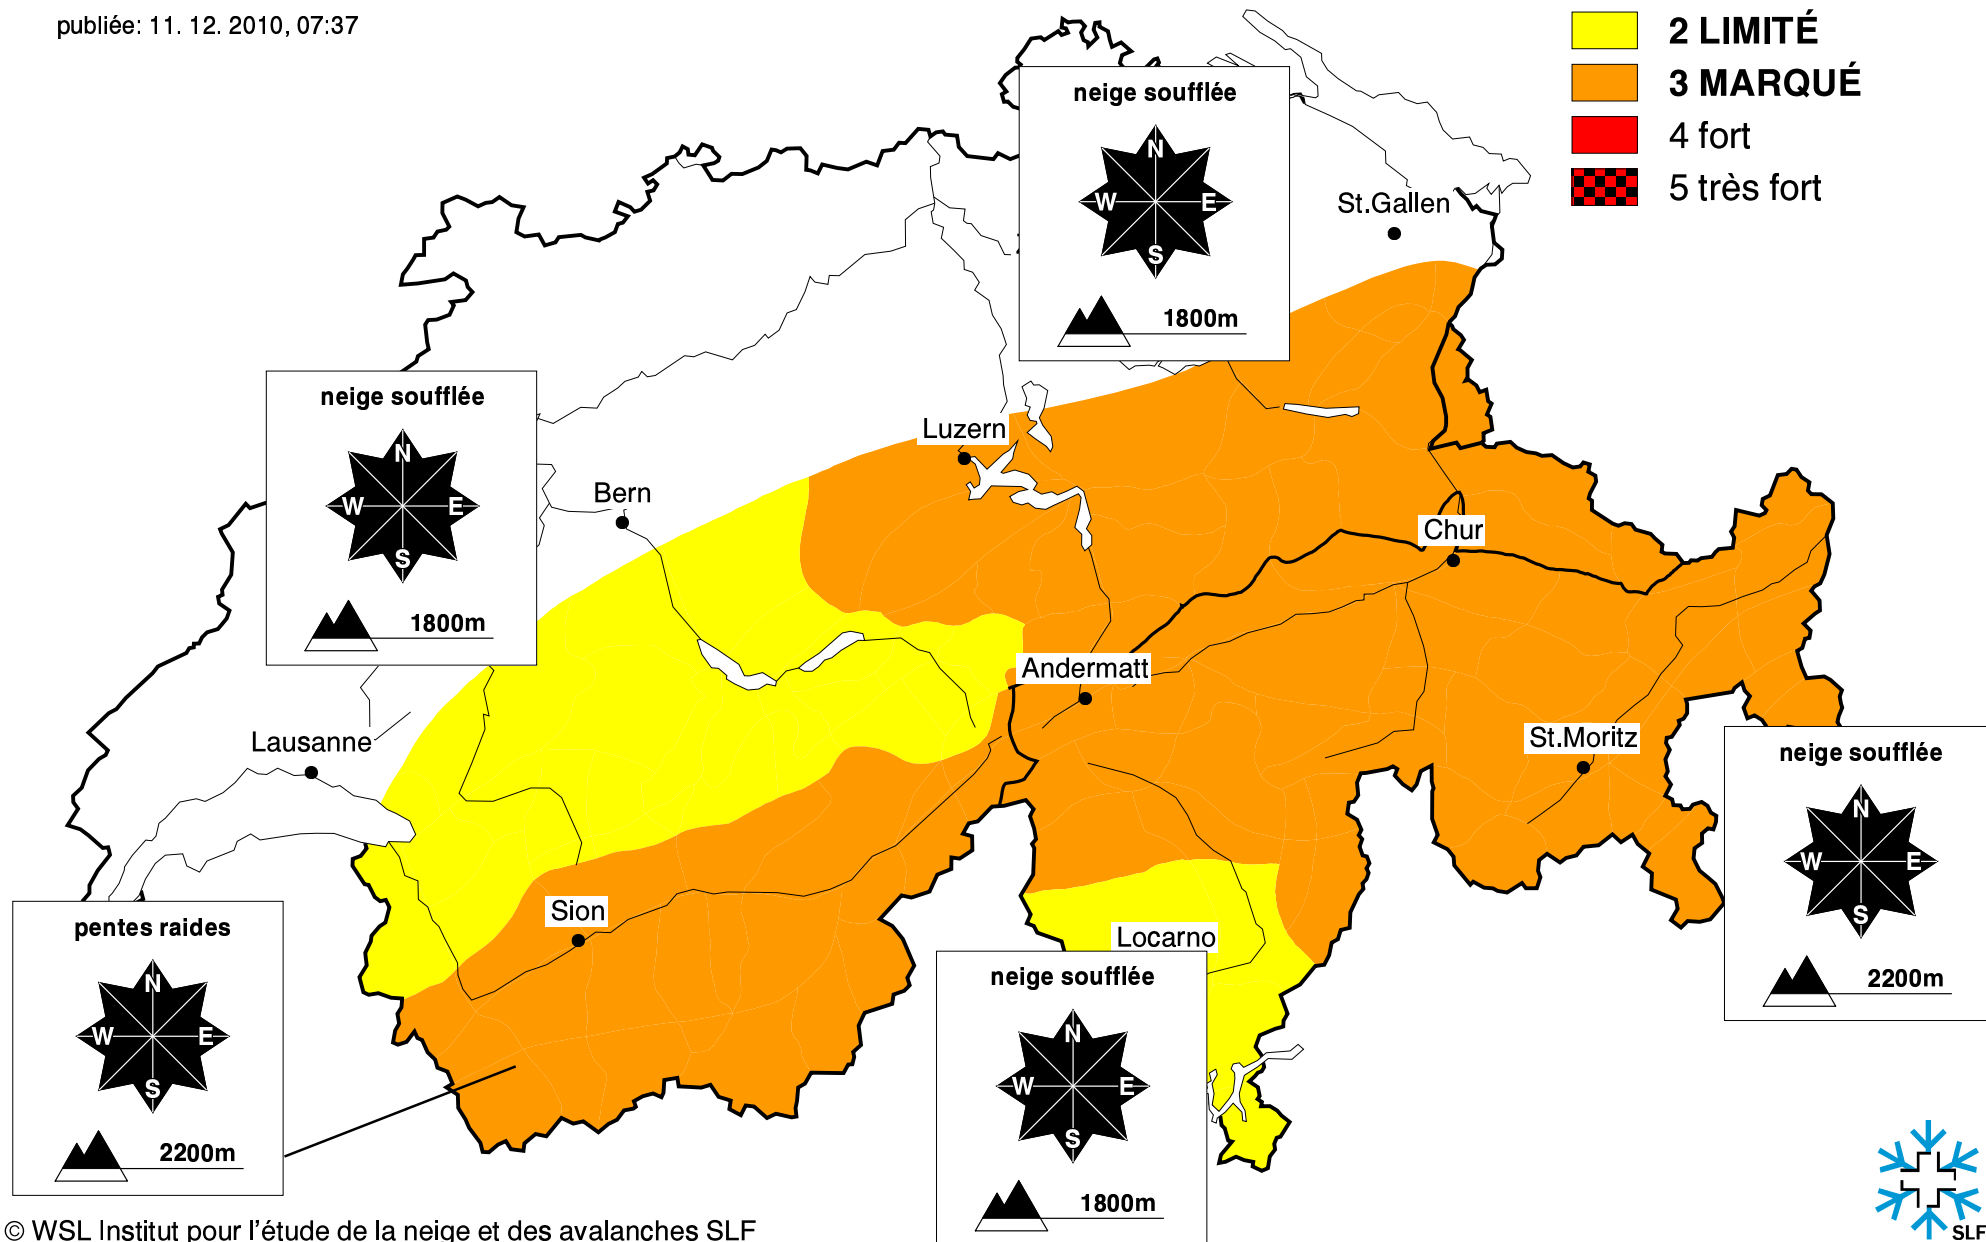 publiée: 11. 12. 2010, 07:37
2 LIMITÉ
3 MARQUÉ
4 fort
5 très fort
neige soufflée
N
W E
S
1800m
St.Gallen
neige soufflée
N
W E
S
1800m
Luzern
Bern
Chur
Andermatt
Lausanne
St.Moritz
neige soufflée
N
W E
S
2200m
Sion
pentes raides
N
W E
S
2200m
Locarno
neige soufflée
N
W E
S
1800m
© WSL Institut pour l'étude de la neige et des avalanches SLF
SLF